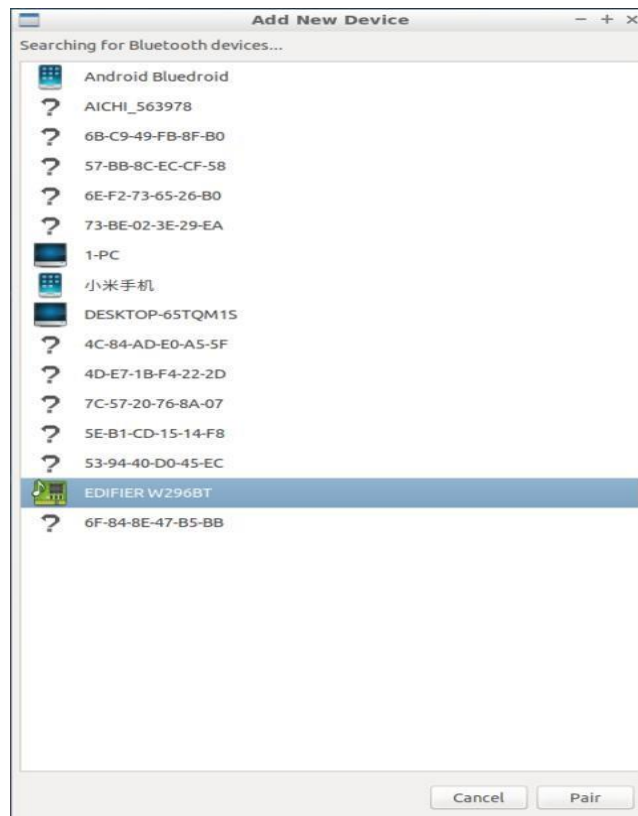 Add New Device
Searching for Bluetooth devices...
Android Bluedroid
AICHI_563978
6B-C9-49-FB-8F-B0
57-BB-8C-EC-CF-58
6E-F2-73-65-26-B0
73-BE-02-3E-29-EA
1-PC
小米手机
DESKTOP-65TQM1S
4C-84-AD-E0-A5-5F
4D-E7-1B-F4-22-2D
7C-57-20-76-8A-07
5E-B1-CD-15-14-F8
53-94-40-D0-45-EC
EDIFIER W296BT
6F-84-8E-47-B5-BB
Cancel Pair